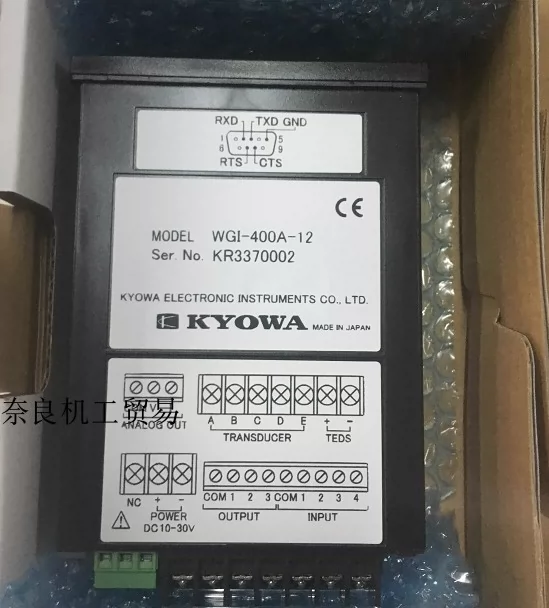 RXD TXD GND
1 5
6 9
RTS CTS
CE
MODEL WGI-400A-12
Ser. No. KR3370002
KYOWA ELECTRONIC INSTRUMENTS CO., LTD.
KYOWA MADE IN JAPAN
奈良机工贸易
ANALOG OUT
A B C D E + -
TRANSDUCER TEDS
NC + -
POWER
DC10-30V
COM 1 2 3 COM 1 2 3 4
OUTPUT INPUT